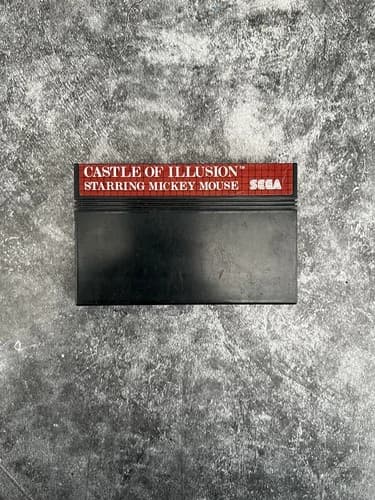 CASTLE OF ILLUSION™
STARRING MICKEY MOUSE SEGA